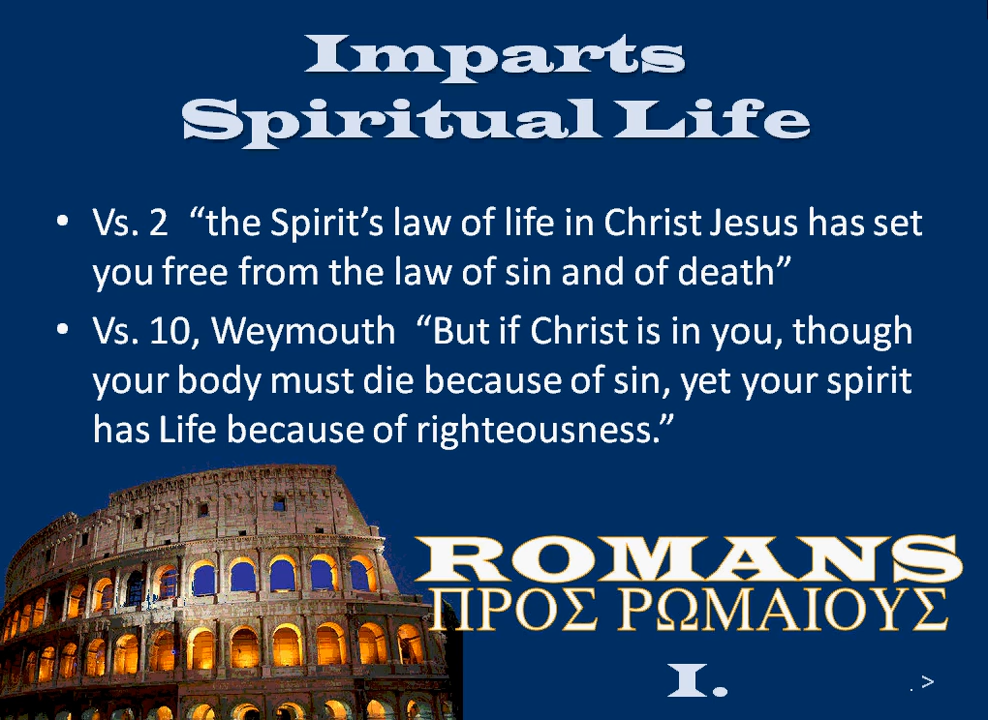 Imparts
Spiritual Life
• Vs. 2 “the Spirit’s law of life in Christ Jesus has set
you free from the law of sin and of death”
• Vs. 10, Weymouth “But if Christ is in you, though
your body must die because of sin, yet your spirit
has Life because of righteousness.”
ROMANS
ΠΡΟΣ ΡΩΜΑΙΟΥΣ
I.
. >